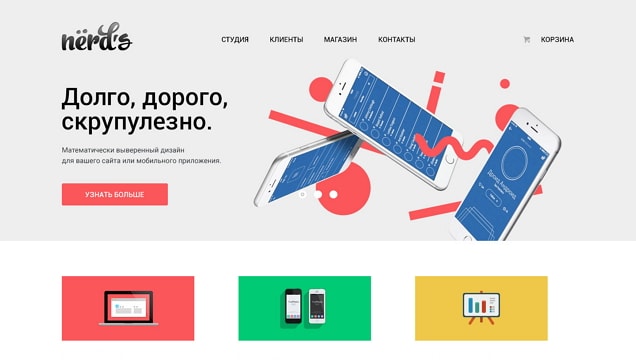 nёrd's
СТУДИЯ КЛИЕНТЫ МАГАЗИН КОНТАКТЫ КОРЗИНА
Долго, дорого,
скрупулезно.
Математически выверенный дизайн
для вашего сайта или мобильного приложения.
УЗНАТЬ БОЛЬШЕ